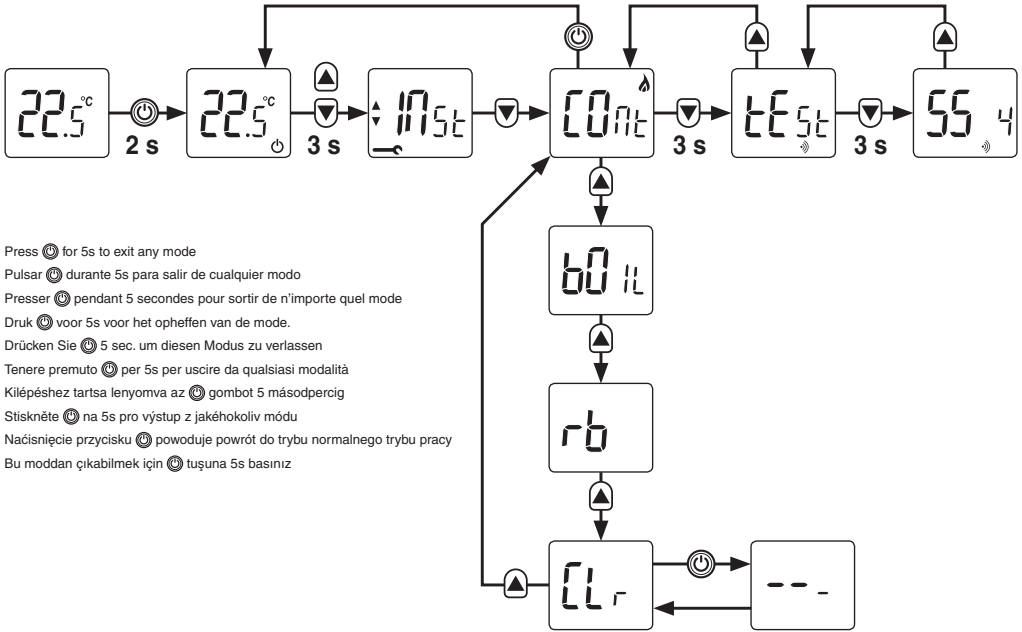 22.5°C
2 s
22.5°C
3 s
INSt
CONt
3 s
tESt
3 s
SS 4
bOIL
rb
CLr
-- -
Press for 5s to exit any mode
Pulsar durante 5s para salir de cualquier modo
Presser pendant 5 secondes pour sortir de n’importe quel mode
Druk voor 5s voor het opheffen van de mode.
Drücken Sie 5 sec. um diesen Modus zu verlassen
Tenere premuto per 5s per uscire da qualsiasi modalità
Kilépéshez tartsa lenyomva az gombot 5 másodpercig
Stiskněte na 5s pro výstup z jakéhokoliv módu
Naćisnięcie przycisku powoduje powrót do trybu normalnego trybu pracy
Bu moddan çıkabilmek için tuşuna 5s basınız